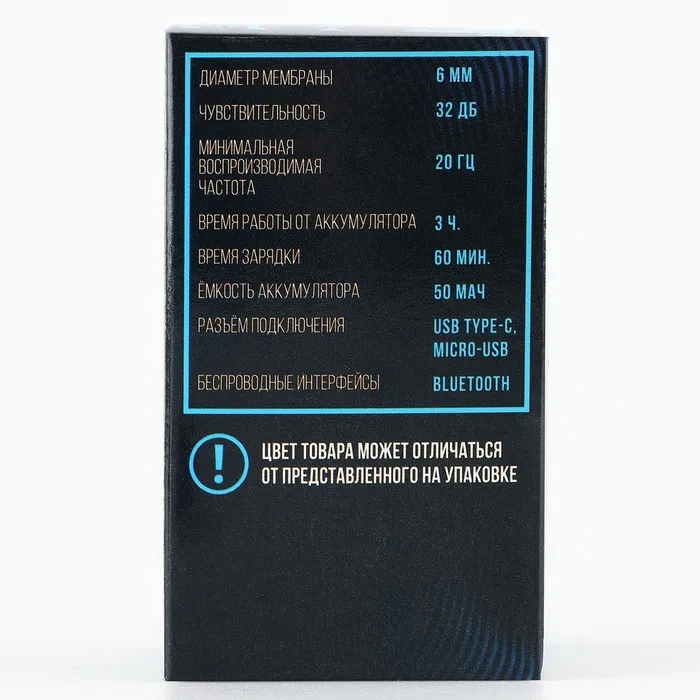 ДИАМЕТР МЕМБРАНЫ 6 ММ
ЧУВСТВИТЕЛЬНОСТЬ 32 ДБ
МИНИМАЛЬНАЯ
ВОСПРОИЗВОДИМАЯ 20 ГЦ
ЧАСТОТА
ВРЕМЯ РАБОТЫ ОТ АККУМУЛЯТОРА 3 Ч.
ВРЕМЯ ЗАРЯДКИ 60 МИН.
ЁМКОСТЬ АККУМУЛЯТОРА 50 МАЧ
РАЗЪЁМ ПОДКЛЮЧЕНИЯ USB TYPE-C,
MICRO-USB
БЕСПРОВОДНЫЕ ИНТЕРФЕЙСЫ BLUETOOTH
! ЦВЕТ ТОВАРА МОЖЕТ ОТЛИЧАТЬСЯ
ОТ ПРЕДСТАВЛЕННОГО НА УПАКОВКЕ